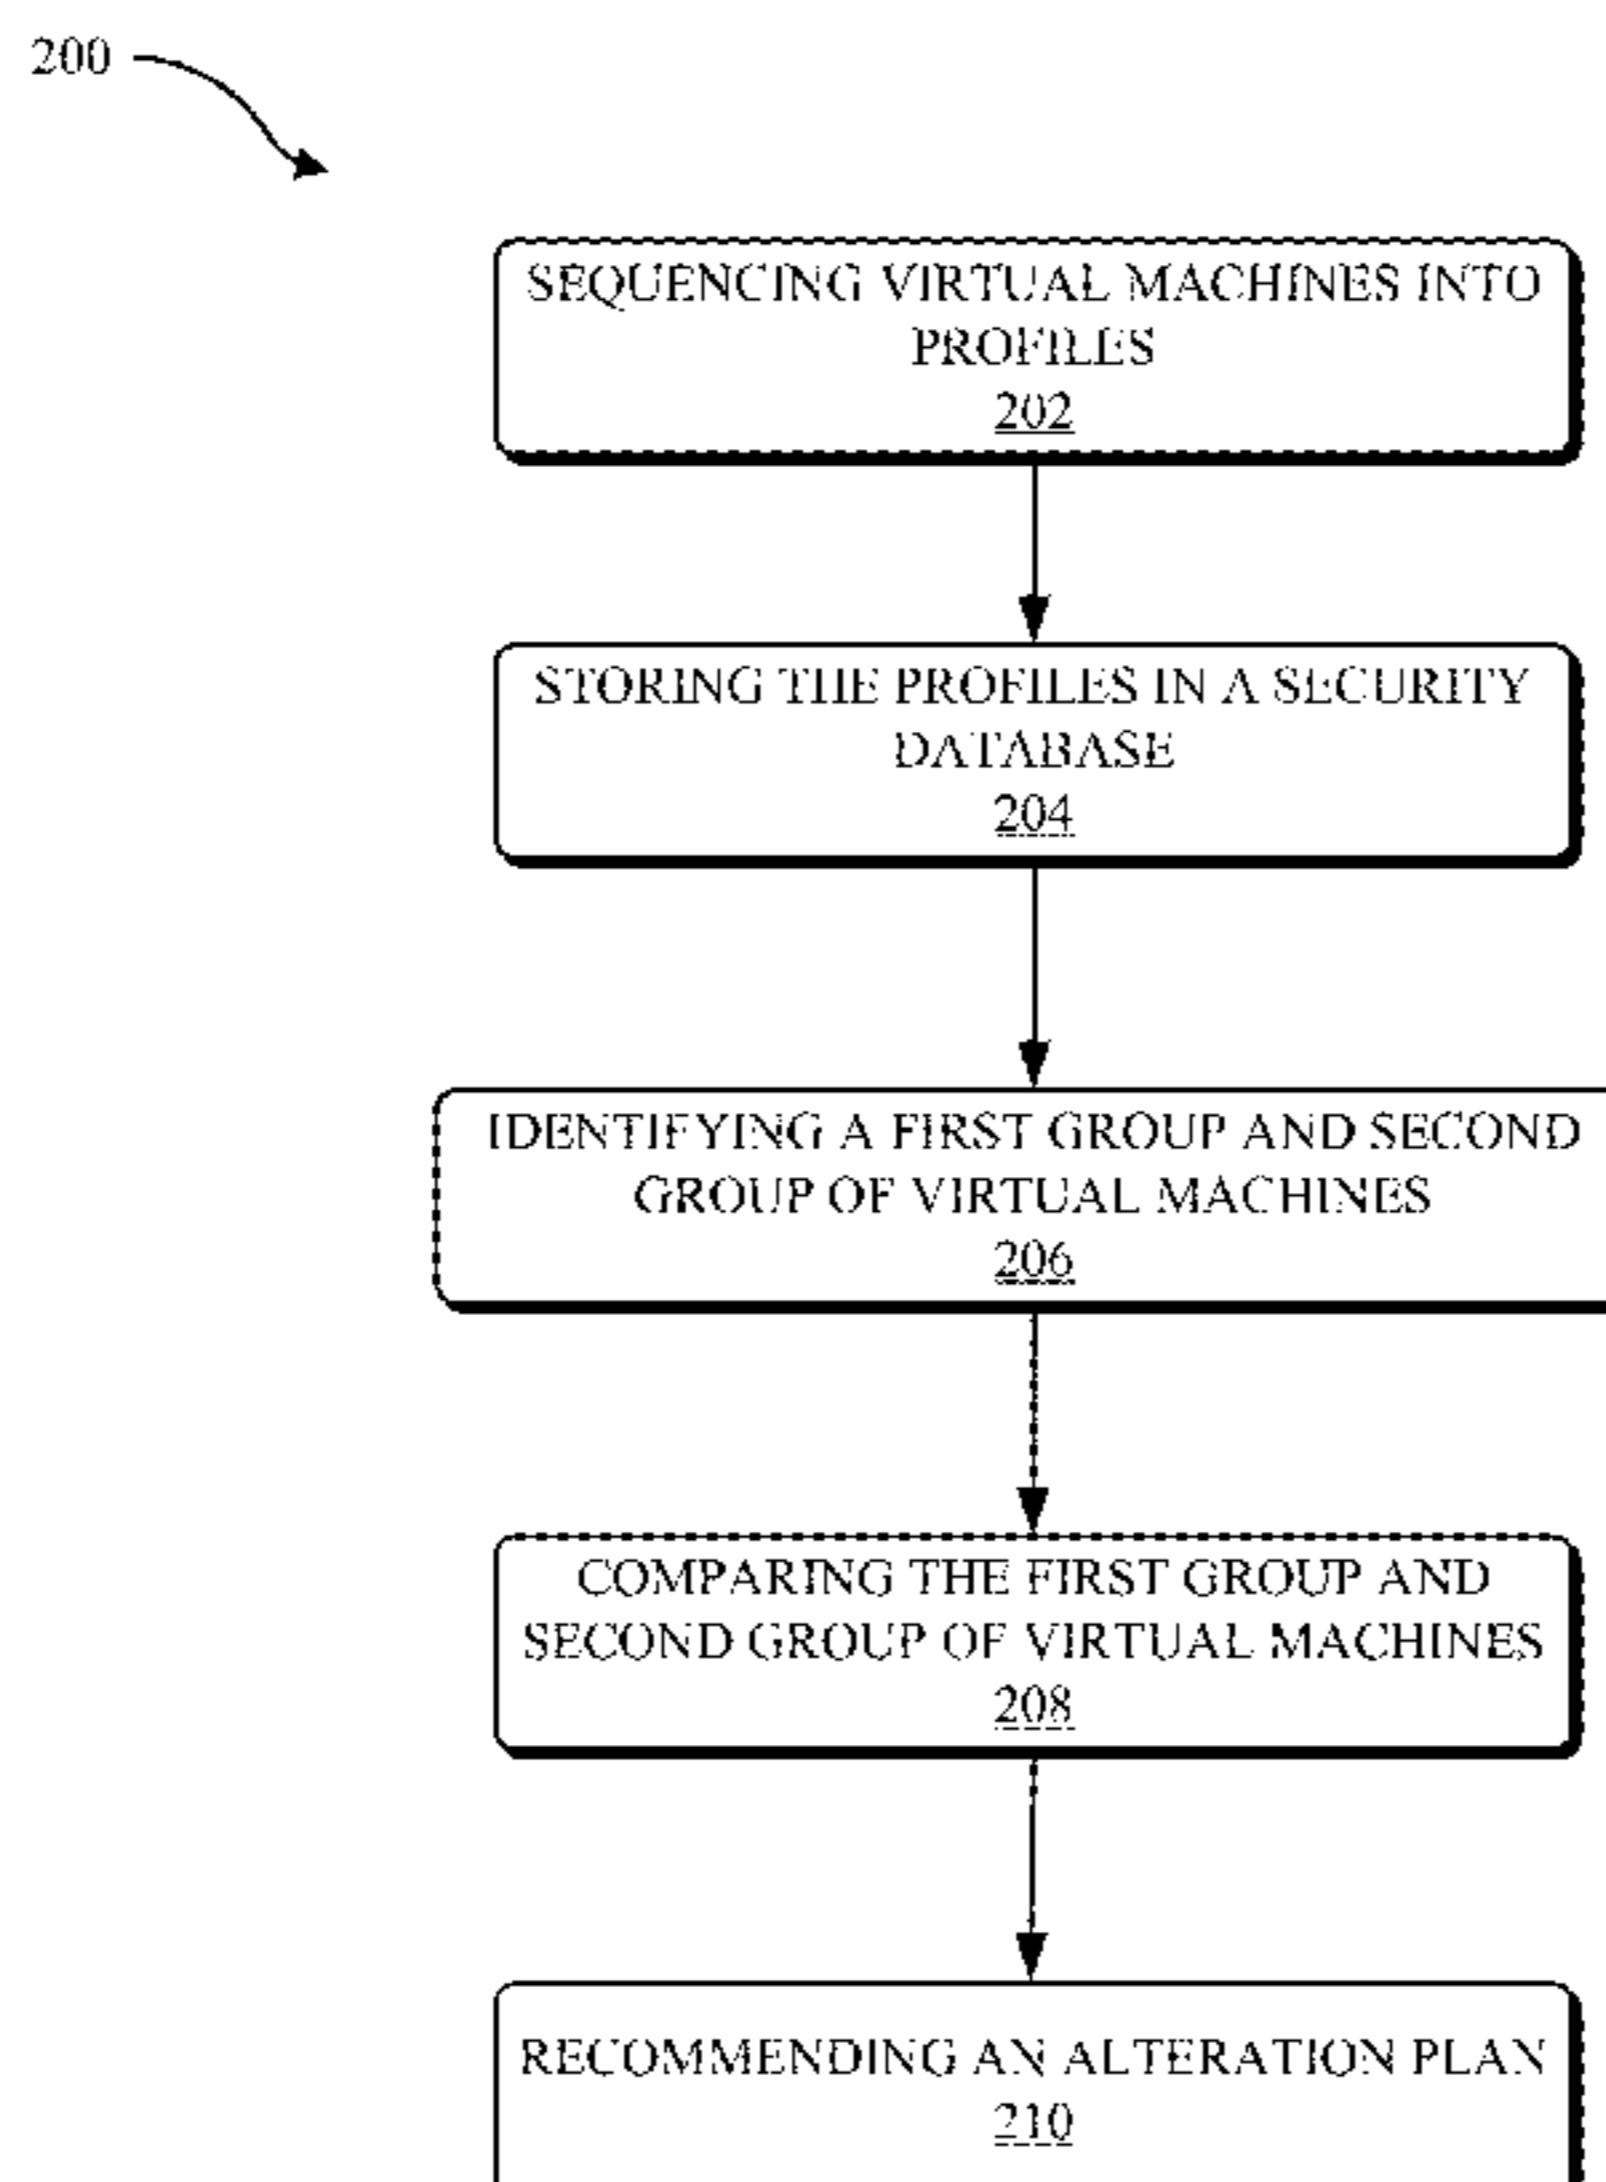 200
SEQUENCING VIRTUAL MACHINES INTO
PROFILES
202
STORING THE PROFILES IN A SECURITY
DATABASE
204
IDENTIFYING A FIRST GROUP AND SECOND
GROUP OF VIRTUAL MACHINES
206
COMPARING THE FIRST GROUP AND
SECOND GROUP OF VIRTUAL MACHINES
208
RECOMMENDING AN ALTERATION PLAN
210